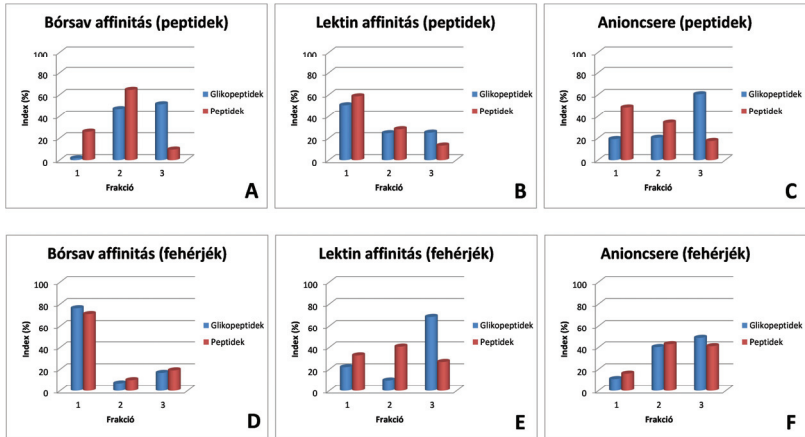 Bórsav affinitás (peptidek)
Index (%)
100
80
60
40
20
0
1 2 3
Frakció
Glikopeptidek
Peptidek
A
Lektin affinitás (peptidek)
Index (%)
100
80
60
40
20
0
1 2 3
Frakció
Glikopeptidek
Peptidek
B
Anioncsere (peptidek)
Index (%)
100
80
60
40
20
0
1 2 3
Frakció
Glikopeptidek
Peptidek
C
Bórsav affinitás (fehérjék)
Index (%)
100
80
60
40
20
0
1 2 3
Frakció
Glikopeptidek
Peptidek
D
Lektin affinitás (fehérjék)
Index (%)
100
80
60
40
20
0
1 2 3
Frakció
Glikopeptidek
Peptidek
E
Anioncsere (fehérjék)
Index (%)
100
80
60
40
20
0
1 2 3
Frakció
Glikopeptidek
Peptidek
F